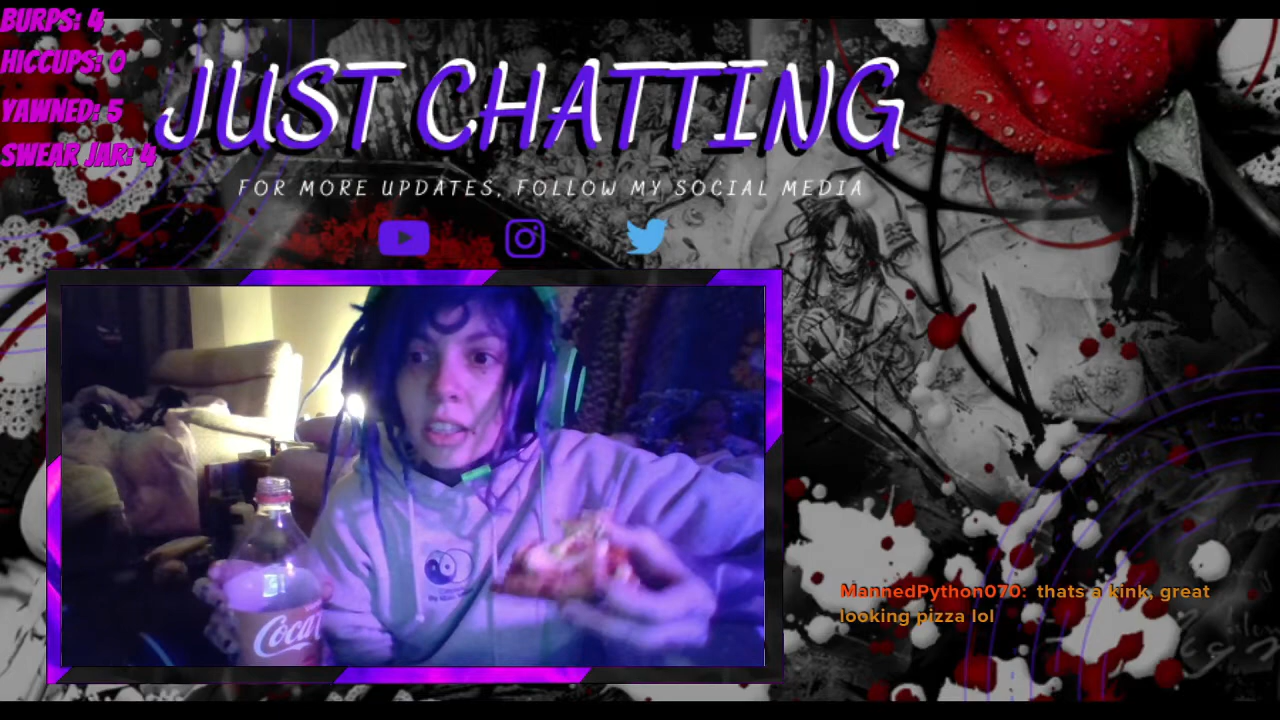 BURPS: 4
HICCUPS: 0
YAWNED: 5
SWEAR JAR: 4
JUST CHATTING
FOR MORE UPDATES, FOLLOW MY SOCIAL MEDIA
Coca
MannedPython070: thats a kink, great
looking pizza lol